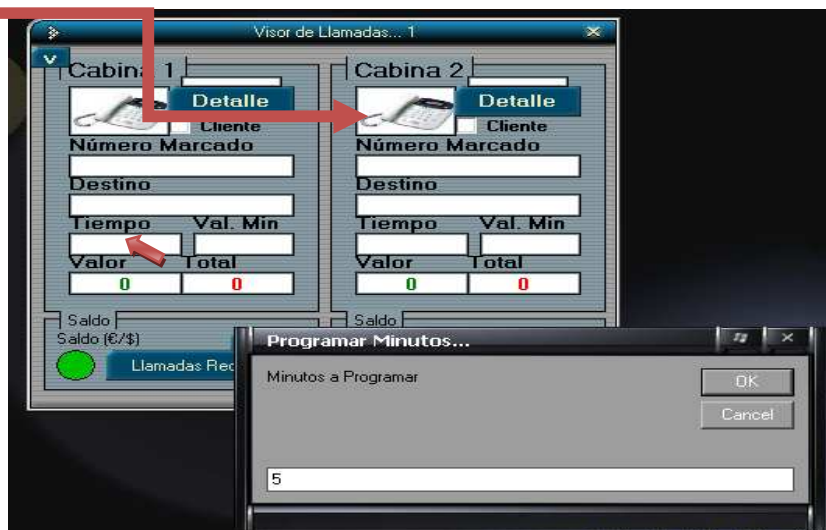 Visor de Llamadas... 1
v
Cabina 1
Detalle
Cliente
Número Marcado
Destino
Tiempo Val. Min
Valor Total
0 0
Cabina 2
Detalle
Cliente
Número Marcado
Destino
Tiempo Val. Min
Valor Total
0 0
Saldo
Saldo (€/$)
Llamadas Rec
Saldo
Programar Minutos...
Minutos a Programar
OK
Cancel
5